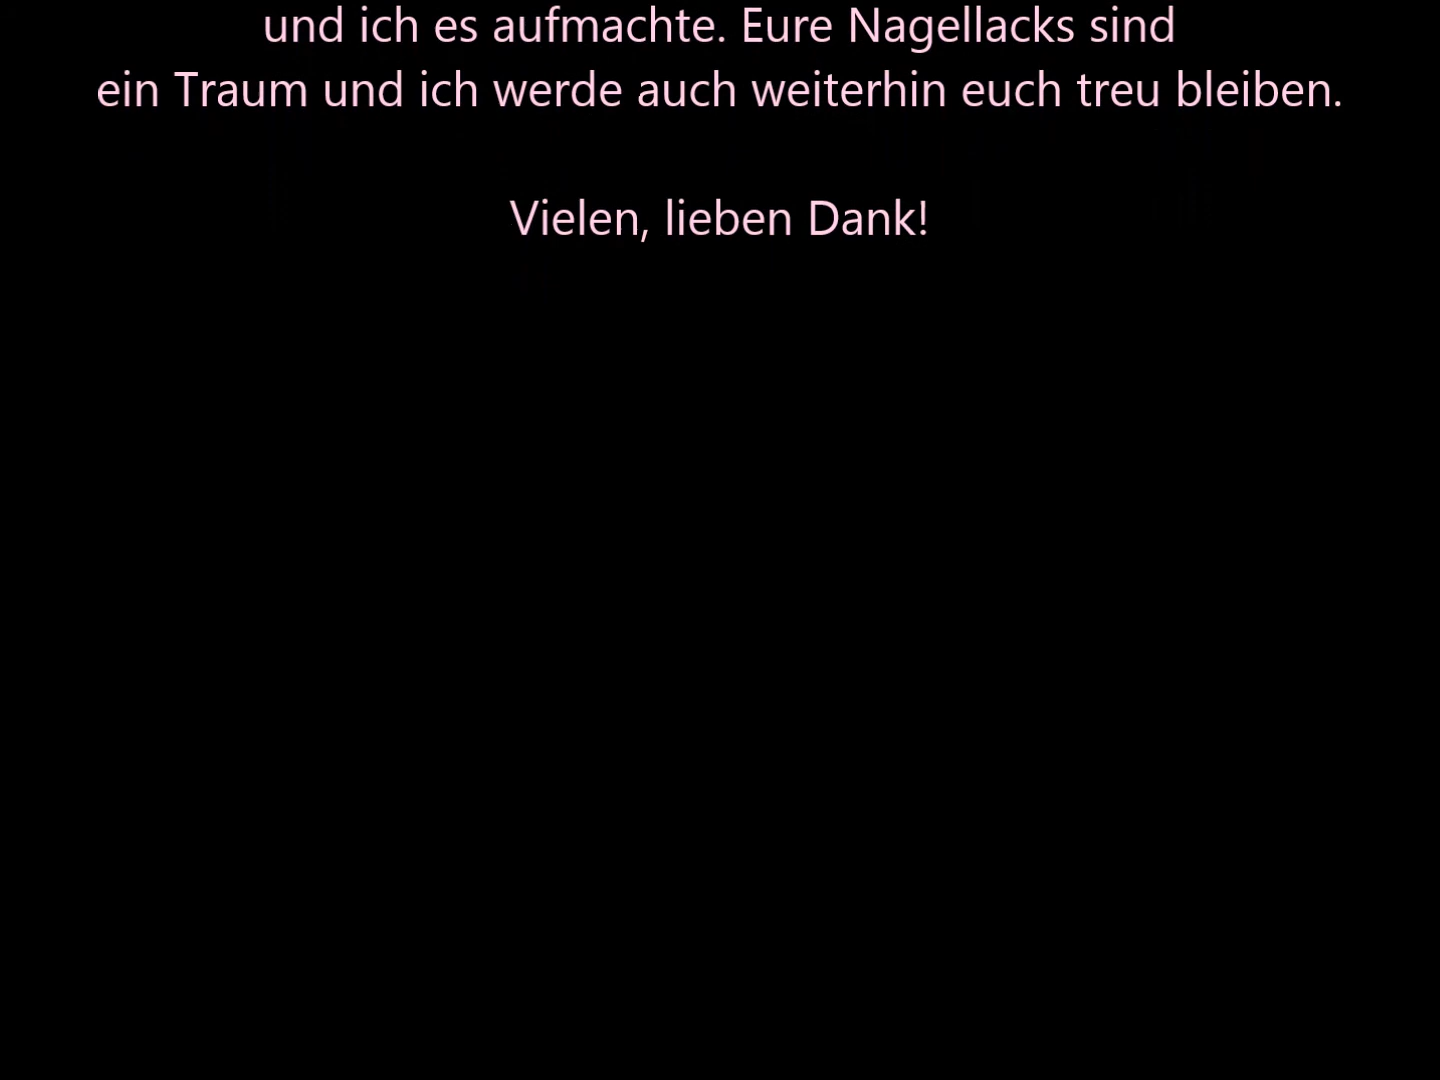 und ich es aufmachte. Eure Nagellacks sind
ein Traum und ich werde auch weiterhin euch treu bleiben.
Vielen, lieben Dank!